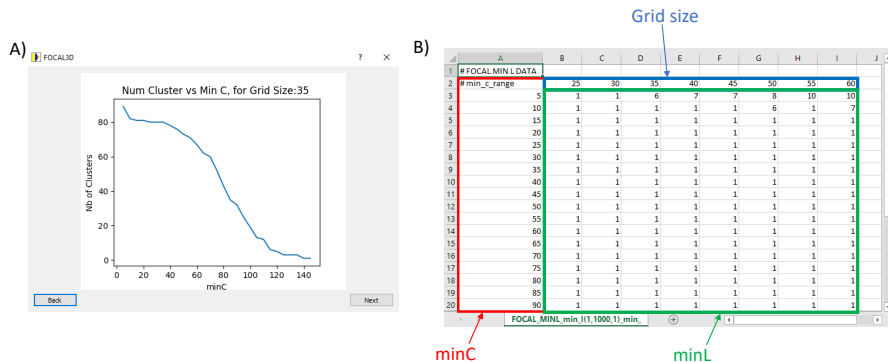 Grid size
A)
FOCAL3D ? ×
Num Cluster vs Min C, for Grid Size:35
Nb of Clusters
80
60
40
20
0
0 20 40 60 80 100 120 140
minC
Back Next
B)
A B C D E F G H I J
1 # FOCAL MIN L DATA
2 # min_c_range 25 30 35 40 45 50 55 60
3 5 1 1 6 7 7 8 10 10
4 10 1 1 1 1 1 6 1 7
5 15 1 1 1 1 1 1 1 1
6 20 1 1 1 1 1 1 1 1
7 25 1 1 1 1 1 1 1 1
8 30 1 1 1 1 1 1 1 1
9 35 1 1 1 1 1 1 1 1
10 40 1 1 1 1 1 1 1 1
11 45 1 1 1 1 1 1 1 1
12 50 1 1 1 1 1 1 1 1
13 55 1 1 1 1 1 1 1 1
14 60 1 1 1 1 1 1 1 1
15 65 1 1 1 1 1 1 1 1
16 70 1 1 1 1 1 1 1 1
17 75 1 1 1 1 1 1 1 1
18 80 1 1 1 1 1 1 1 1
19 85 1 1 1 1 1 1 1 1
20 90 1 1 1 1 1 1 1 1
FOCAL_MINL_min_l(1,1000,1)_min_
minC
minL